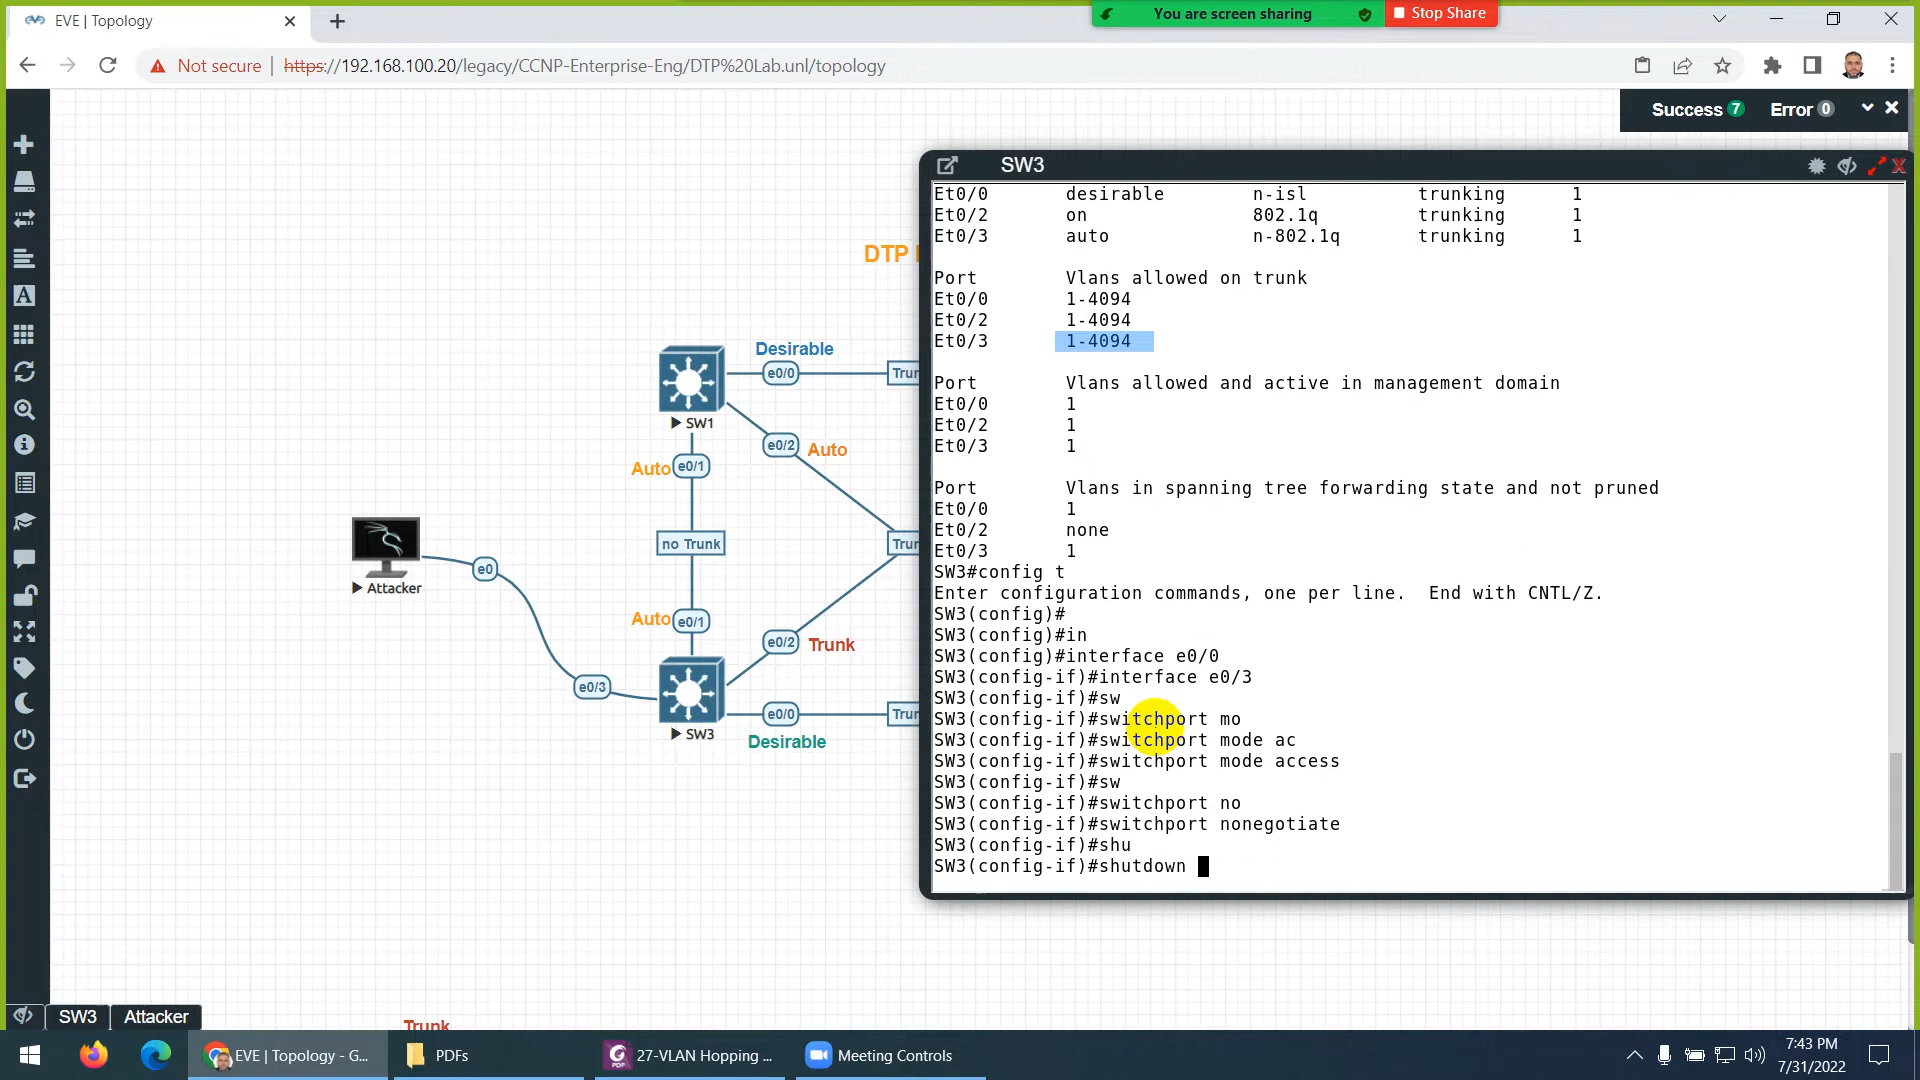 EVE | Topology
You are screen sharing
Stop Share
Not secure
https://192.168.100.20/legacy/CCNP-Enterprise-Eng/DTP%20Lab.unl/topology
Success 7
Error 0
DTP
Desirable
e0/0
Trun
SW1
e0/2
Auto
Auto
e0/1
no Trunk
Trun
e0
Attacker
Auto
e0/1
e0/2
Trunk
e0/3
e0/0
Trun
SW3
Desirable
Trunk
SW3
Et0/0 desirable n-isl trunking 1
Et0/2 on 802.1q trunking 1
Et0/3 auto n-802.1q trunking 1
Port Vlans allowed on trunk
Et0/0 1-4094
Et0/2 1-4094
Et0/3 1-4094
Port Vlans allowed and active in management domain
Et0/0 1
Et0/2 1
Et0/3 1
Port Vlans in spanning tree forwarding state and not pruned
Et0/0 1
Et0/2 none
Et0/3 1
SW3#config t
Enter configuration commands, one per line. End with CNTL/Z.
SW3(config)#
SW3(config)#in
SW3(config)#interface e0/0
SW3(config-if)#interface e0/3
SW3(config-if)#sw
SW3(config-if)#switchport mo
SW3(config-if)#switchport mode ac
SW3(config-if)#switchport mode access
SW3(config-if)#sw
SW3(config-if)#switchport no
SW3(config-if)#switchport nonegotiate
SW3(config-if)#shu
SW3(config-if)#shutdown
SW3
Attacker
EVE | Topology - G...
PDFs
27-VLAN Hopping ...
Meeting Controls
7:43 PM
7/31/2022